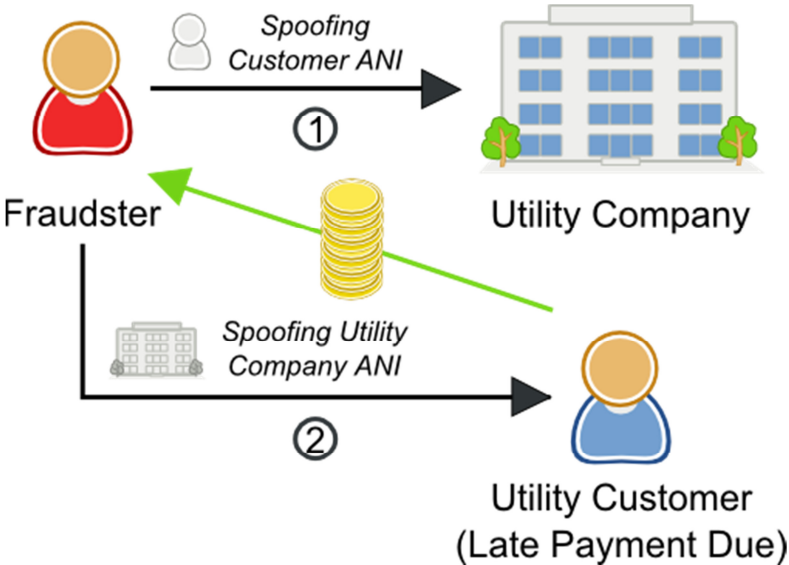 Spoofing
Customer ANI
1
Fraudster
Utility Company
Spoofing Utility
Company ANI
2
Utility Customer
(Late Payment Due)